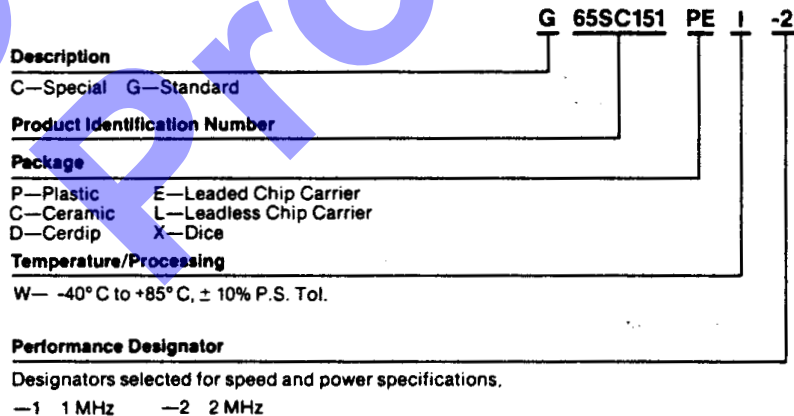 G 65SC151 PE I -2
Description
C—Special G—Standard
Product Identification Number
Package
P—Plastic E—Leaded Chip Carrier
C—Ceramic L—Leadless Chip Carrier
D—Cerdip X—Dice
Temperature/Processing
W— -40°C to +85°C, ± 10% P.S. Tol.
Performance Designator
Designators selected for speed and power specifications.
—1 1 MHz —2 2 MHz
Pro